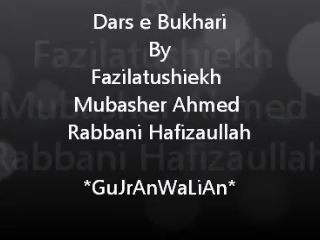 Dars e Bukhari
By
Fazilatushiekh
Mubasher Ahmed
Rabbani Hafizaullah
*GuJrAnWaLiAn*